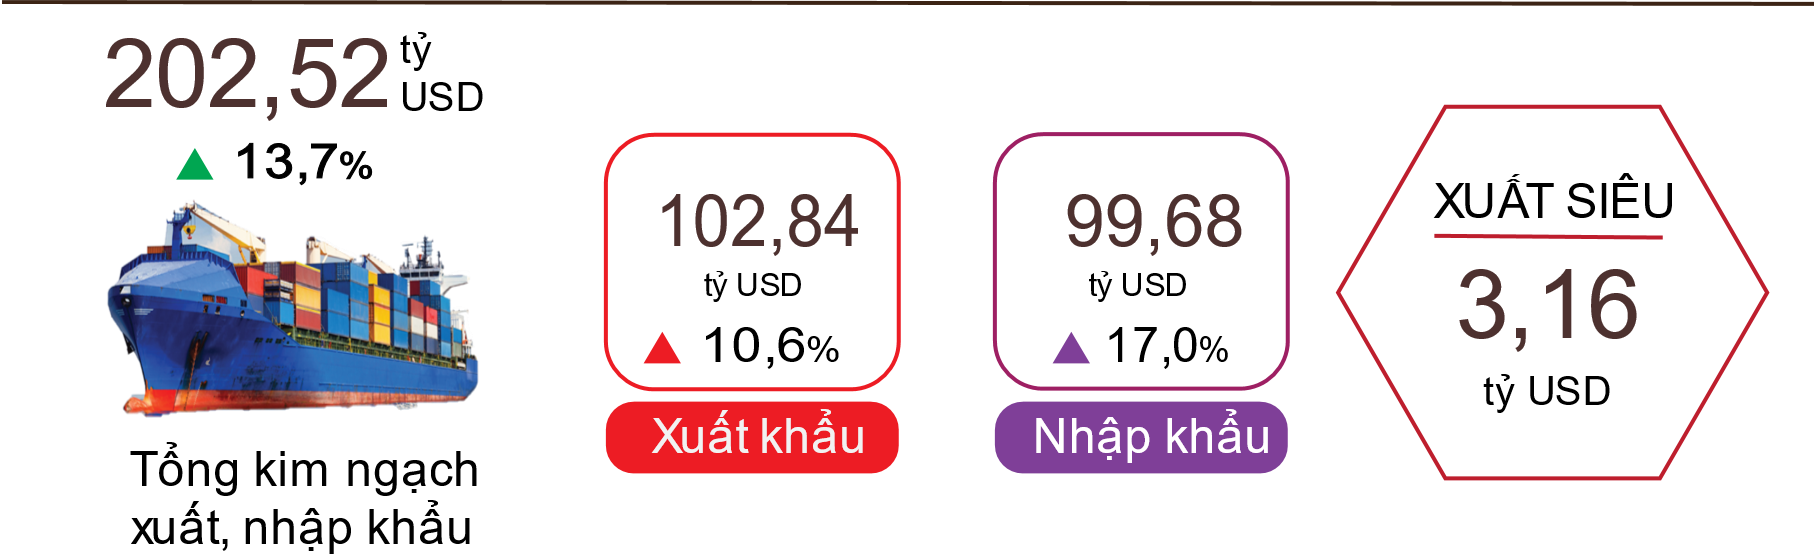 202,52 tỷ
USD
13,7%
Tổng kim ngạch
xuất, nhập khẩu
102,84
tỷ USD
10,6%
Xuất khẩu
99,68
tỷ USD
17,0%
Nhập khẩu
XUẤT SIÊU
3,16
tỷ USD